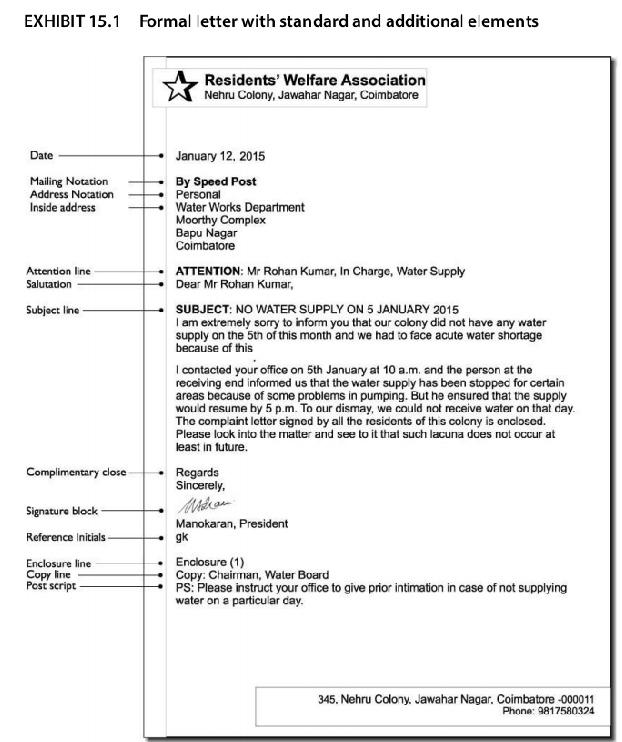 EXHIBIT 15.1 Formal letter with standard and additional elements
Residents' Welfare Association
Nehru Colony, Jawahar Nagar, Coimbatore
Date January 12, 2015
Mailing Notation By Speed Post
Address Notation Personal
Inside address Water Works Department
Moorthy Complex
Bapu Nagar
Coimbatore
Attention line ATTENTION: Mr Rohan Kumar, In Charge, Water Supply
Salutation Dear Mr Rohan Kumar,
Subject line SUBJECT: NO WATER SUPPLY ON 5 JANUARY 2015
I am extremely sorry to inform you that our colony did not have any water
supply on the 5th of this month and we had to face acute water shortage
because of this
I contacted your office on 5th January at 10 a.m. and the person at the
receiving end informed us that the water supply has been stopped for certain
areas because of some problems in pumping. But he ensured that the supply
would resume by 5 p.m. To our dismay, we could not receive water on that day.
The complaint letter signed by all the residents of this colony is enclosed.
Please look into the matter and see to it that such lacuna does not occur at
least in future.
Complimentary close Regards
Sincerely,
Signature block
Manokaran, President
Reference Initials gk
Enclosure line Enclosure (1)
Copy line Copy: Chairman, Water Board
Post script PS: Please instruct your office to give prior intimation in case of not supplying
water on a particular day.
345, Nehru Colony, Jawahar Nagar, Coimbatore -000011
Phone: 9817580324